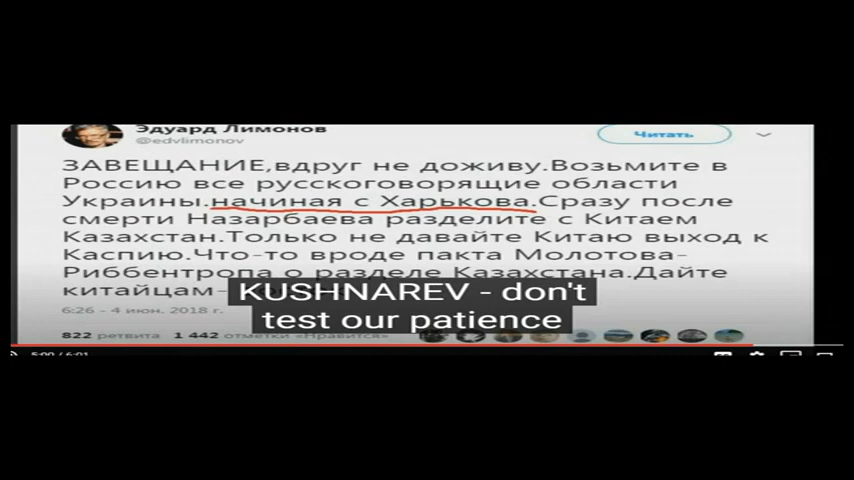 Эдуард Лимонов
@edvlimonov
Читать
ЗАВЕЩАНИЕ,вдруг не доживу.Возьмите в
Россию все русскоговорящие области
Украины.начиная с Харькова.Сразу после
смерти Назарбаева разделите с Китаем
Казахстан.Только не давайте Китаю выход к
Каспию.Что-то вроде пакта Молотова-
Риббентропа о разделе Казахстана.Дайте
китайцам-
KUSHNAREV - don't
test our patience
6:26 - 4 июн. 2018 г.
822 ретвита 1 442 отметки «Нравится»
5:00 / 6:01